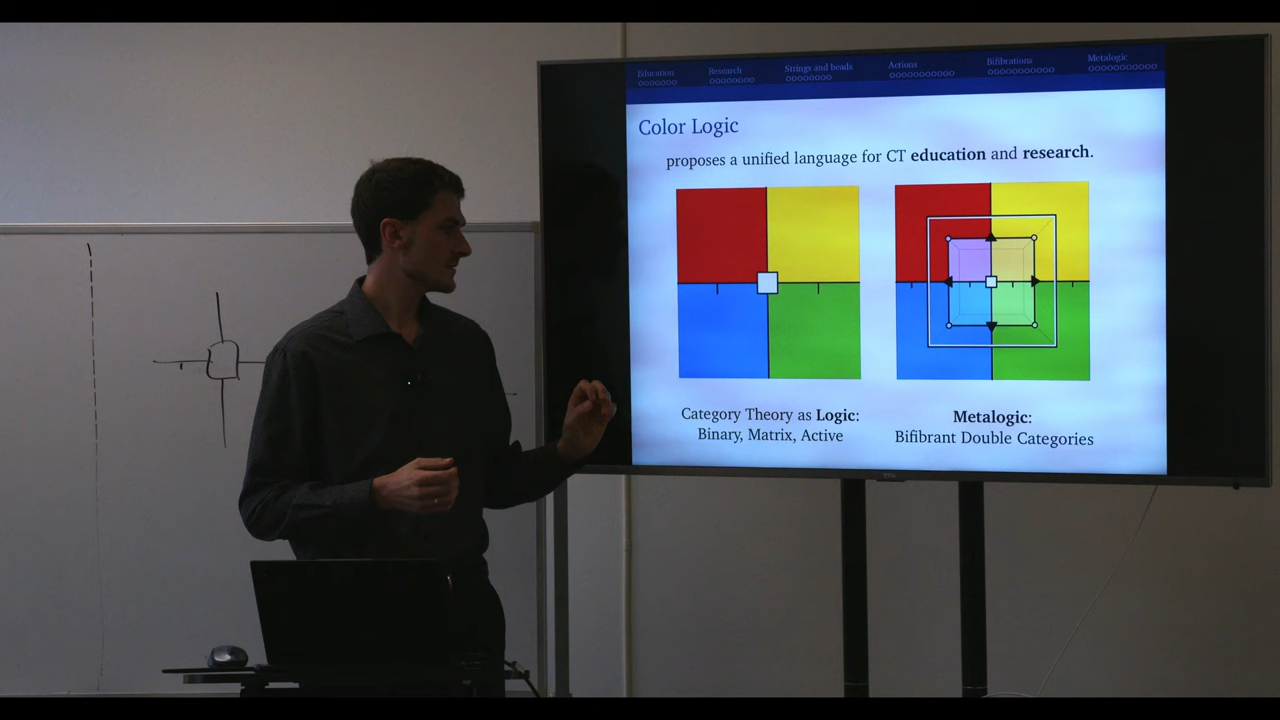 Education
Research
Strings and beads
Actions
Bifibrations
Metalogic
Color Logic
proposes a unified language for CT education and research.
Category Theory as Logic:
Binary, Matrix, Active
Metalogic:
Bifibrant Double Categories